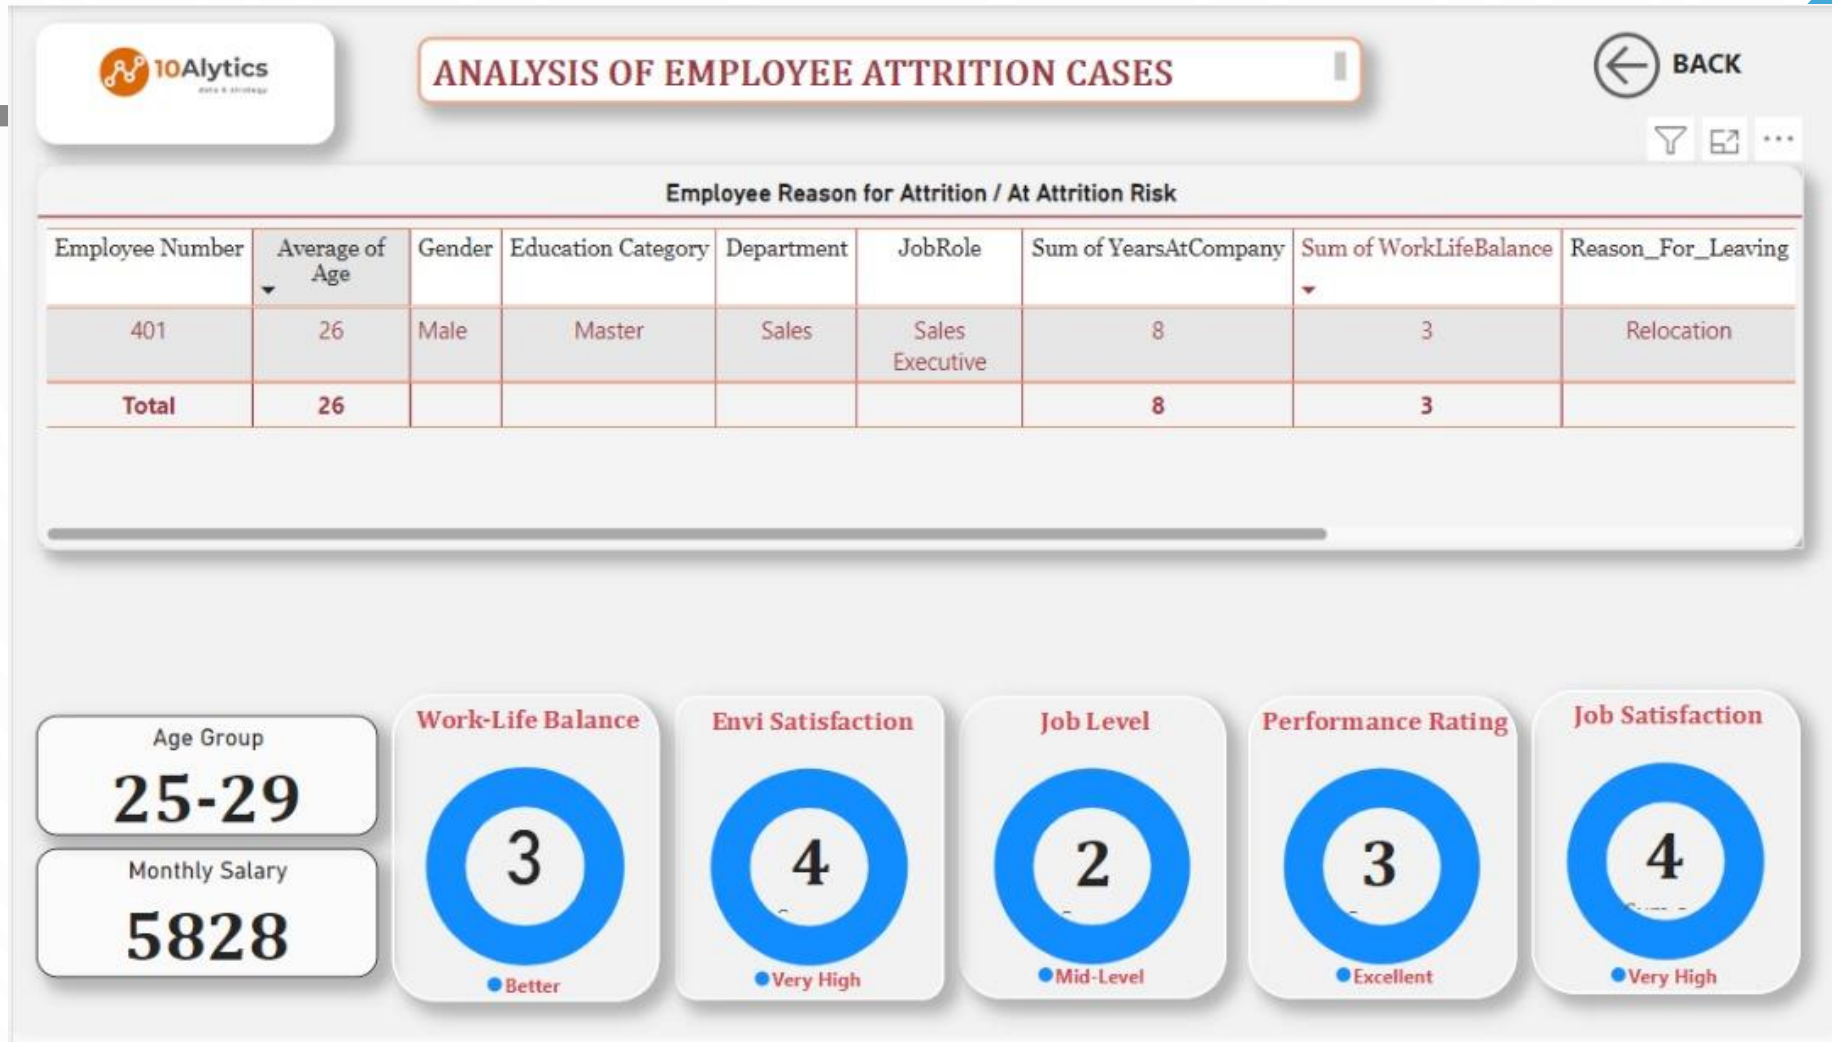 10Alytics
data & strategy
ANALYSIS OF EMPLOYEE ATTRITION CASES
BACK
Employee Reason for Attrition / At Attrition Risk
Employee Number Average of Age Gender Education Category Department JobRole Sum of YearsAtCompany Sum of WorkLifeBalance Reason_For_Leaving
401 26 Male Master Sales Sales Executive 8 3 Relocation
Total 26 8 3
Age Group
25-29
Monthly Salary
5828
Work-Life Balance
3
Better
Envi Satisfaction
4
Very High
Job Level
2
Mid-Level
Performance Rating
3
Excellent
Job Satisfaction
4
Very High